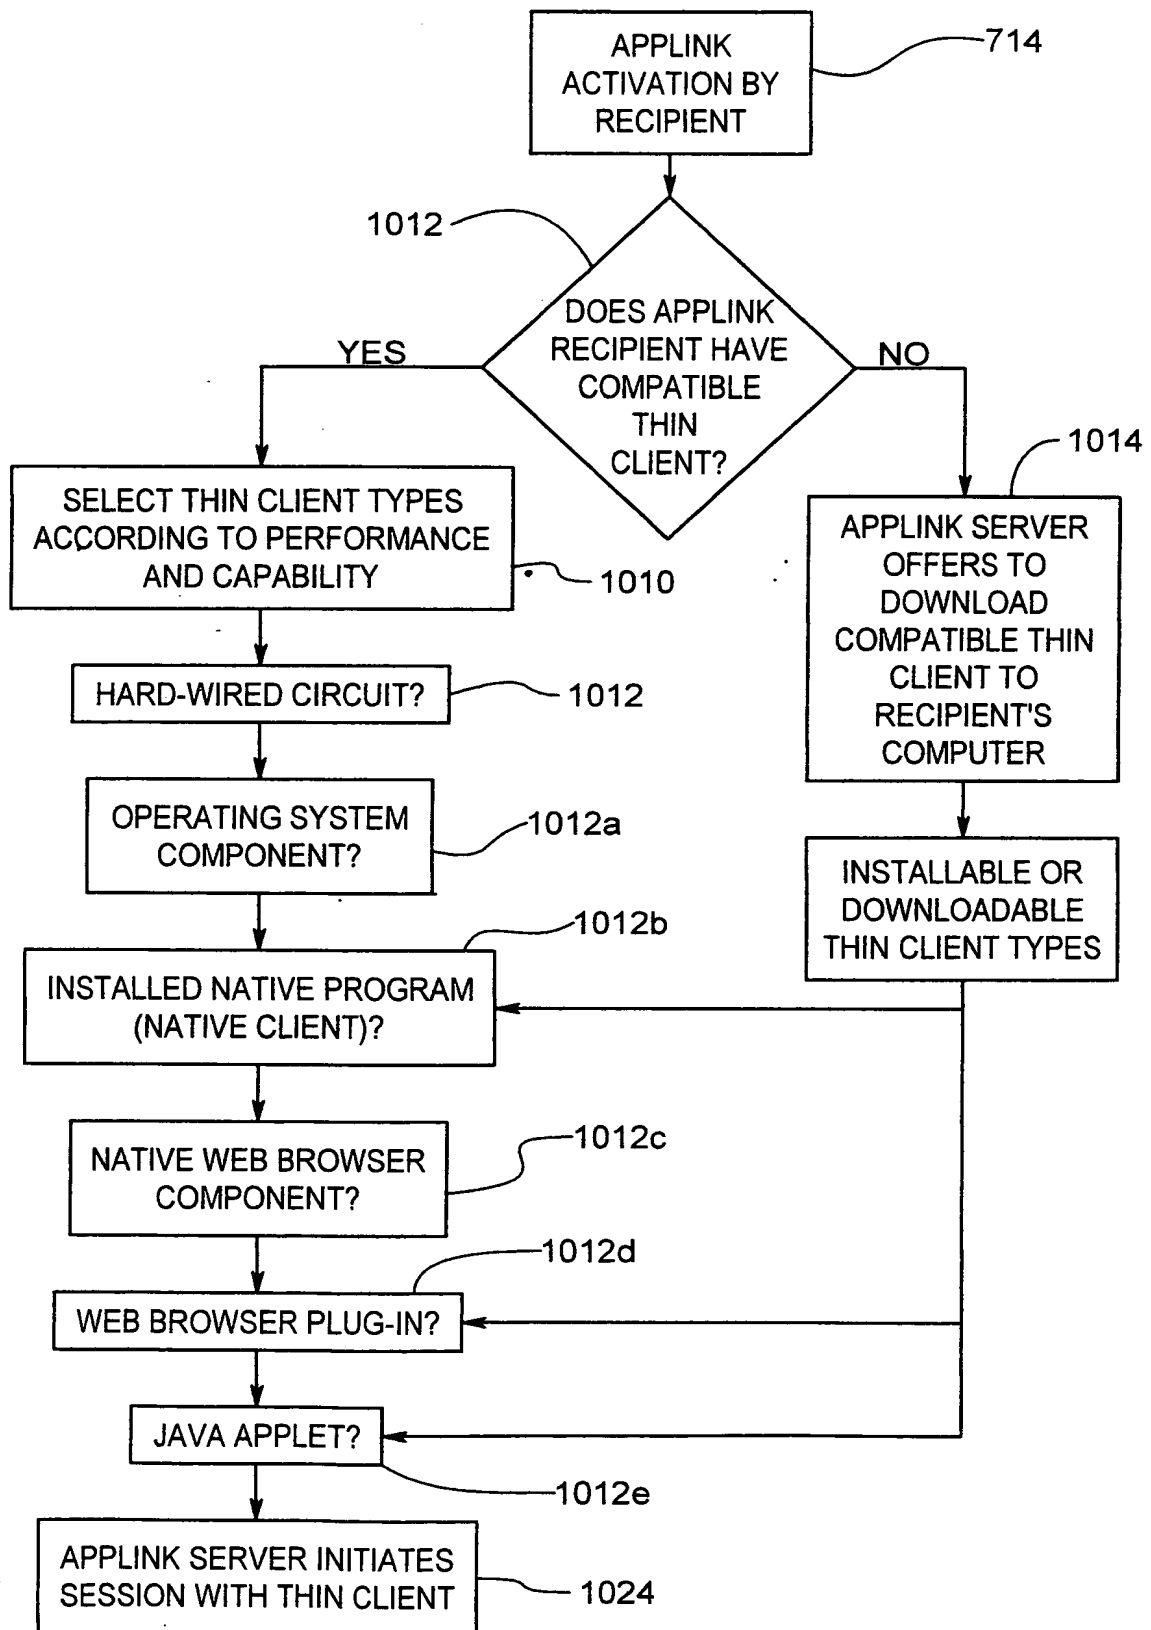 APPLINK
ACTIVATION BY
RECIPIENT
714
1012
DOES APPLINK
RECIPIENT HAVE
COMPATIBLE
THIN
CLIENT?
YES
NO
SELECT THIN CLIENT TYPES
ACCORDING TO PERFORMANCE
AND CAPABILITY
1010
1014
APPLINK SERVER
OFFERS TO
DOWNLOAD
COMPATIBLE THIN
CLIENT TO
RECIPIENT'S
COMPUTER
HARD-WIRED CIRCUIT?
1012
OPERATING SYSTEM
COMPONENT?
1012a
INSTALLABLE OR
DOWNLOADABLE
THIN CLIENT TYPES
1012b
INSTALLED NATIVE PROGRAM
(NATIVE CLIENT)?
NATIVE WEB BROWSER
COMPONENT?
1012c
1012d
WEB BROWSER PLUG-IN?
JAVA APPLET?
1012e
APPLINK SERVER INITIATES
SESSION WITH THIN CLIENT
1024